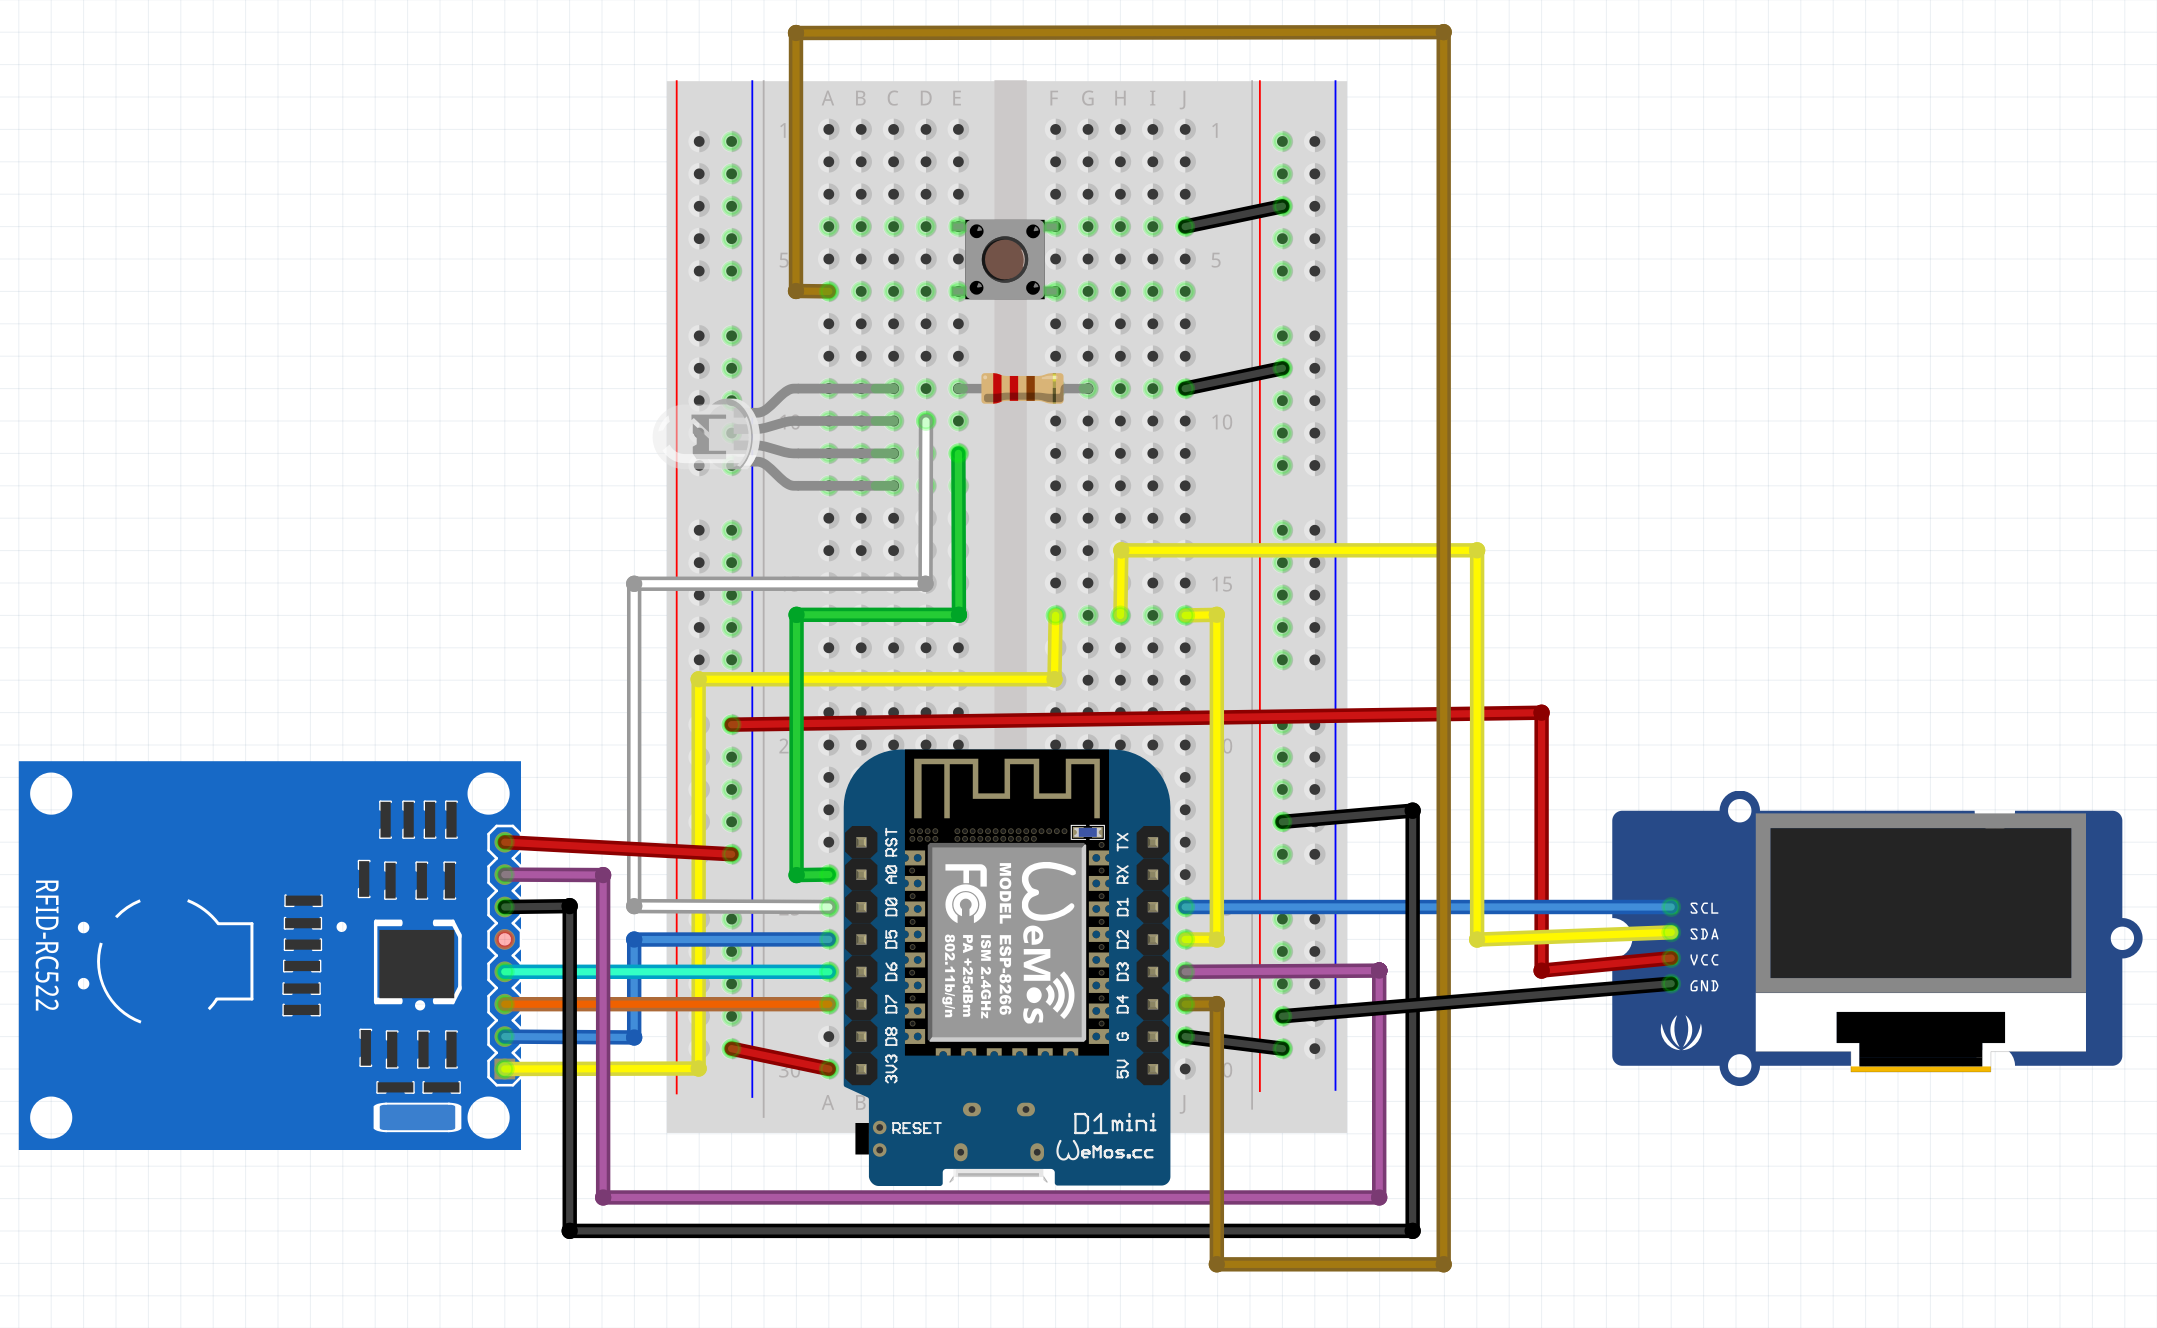 A B C D E F G H I J
1 1
5 5
10 10
15
2 0
30 0
A B J
RFID-RC522
RST
A0
D0
D5
D6
D7
D8
3V3
TX
RX
D1
D2
D3
D4
G
5V
WeMos
MODEL ESP-8266
ISM 2.4GHz
PA +25dBm
802.11b/g/n
FC
RESET
D1mini
WeMos.cc
SCL
SDA
VCC
GND